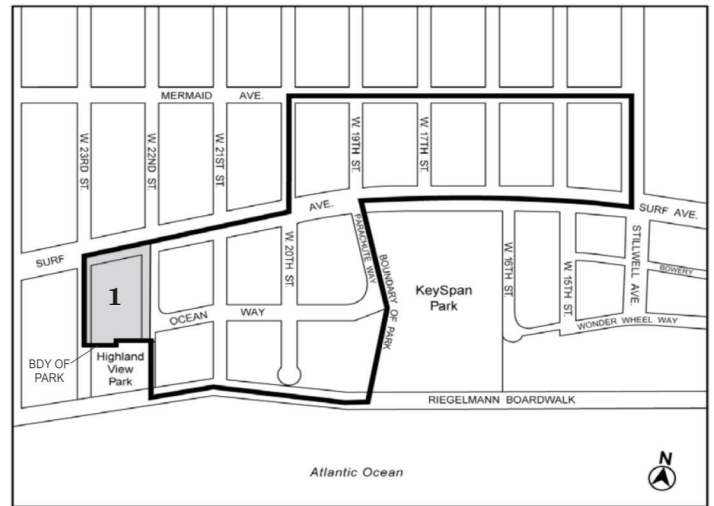 MERMAID AVE.
W. 23RD ST.
W. 22ND ST.
W. 21ST ST.
W. 19TH ST.
W. 17TH ST.
AVE.
SURF AVE.
SURF
W. 20TH ST.
PARACHUTE WAY
BOUNDARY OF PARK
KeySpan
Park
W. 16TH ST.
W. 15TH ST.
STILLWELL AVE.
BOWERY
1
OCEAN WAY
WONDER WHEEL WAY
BDY OF
PARK
Highland
View
Park
RIEGELMANN BOARDWALK
Atlantic Ocean
N